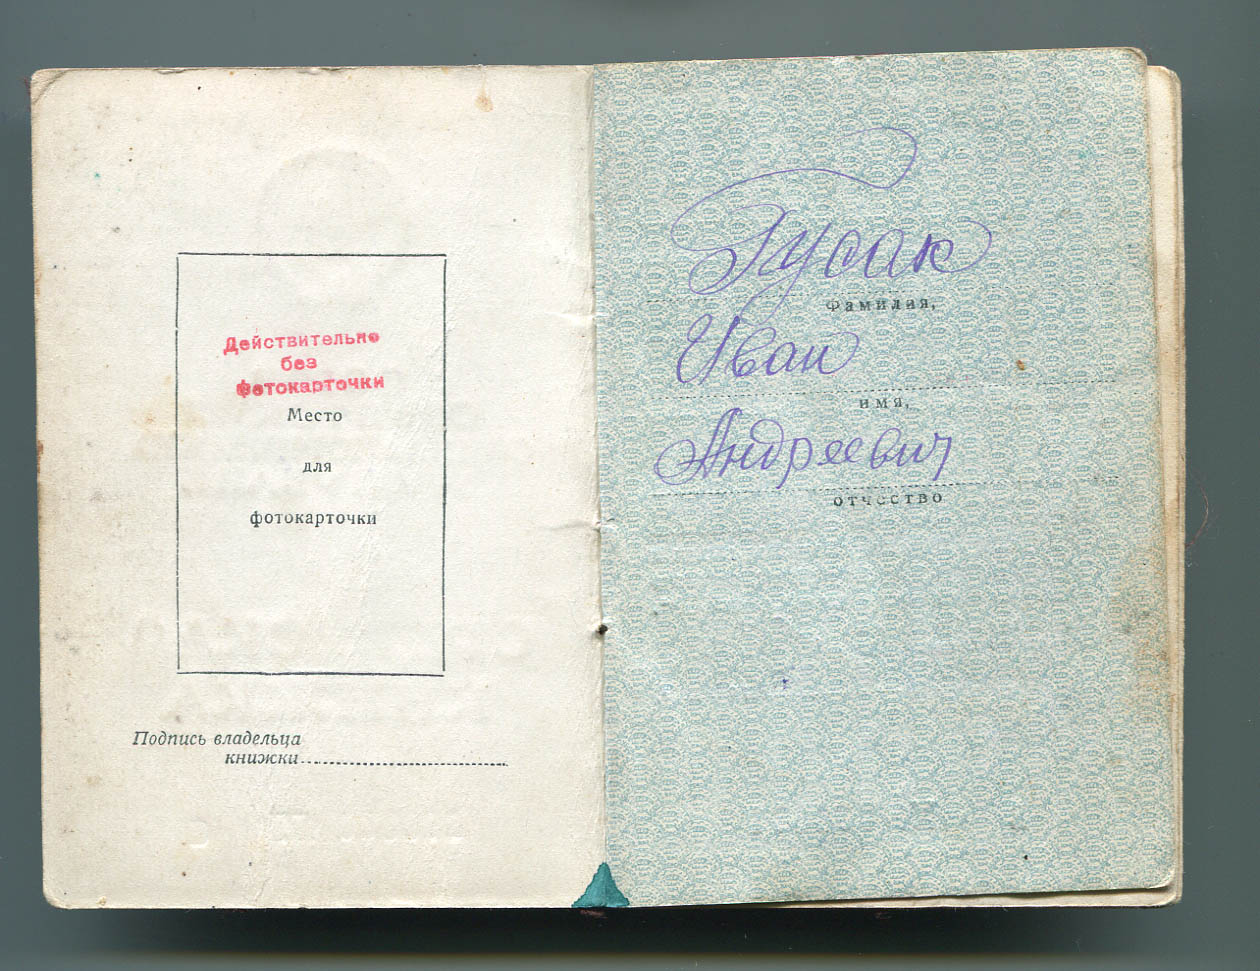 Действительно
без
фотокарточки
Место
для
фотокарточки
Подпись владельца
книжки
Гусак
Фамилия,
Иван
имя,
Андреевич
отчество